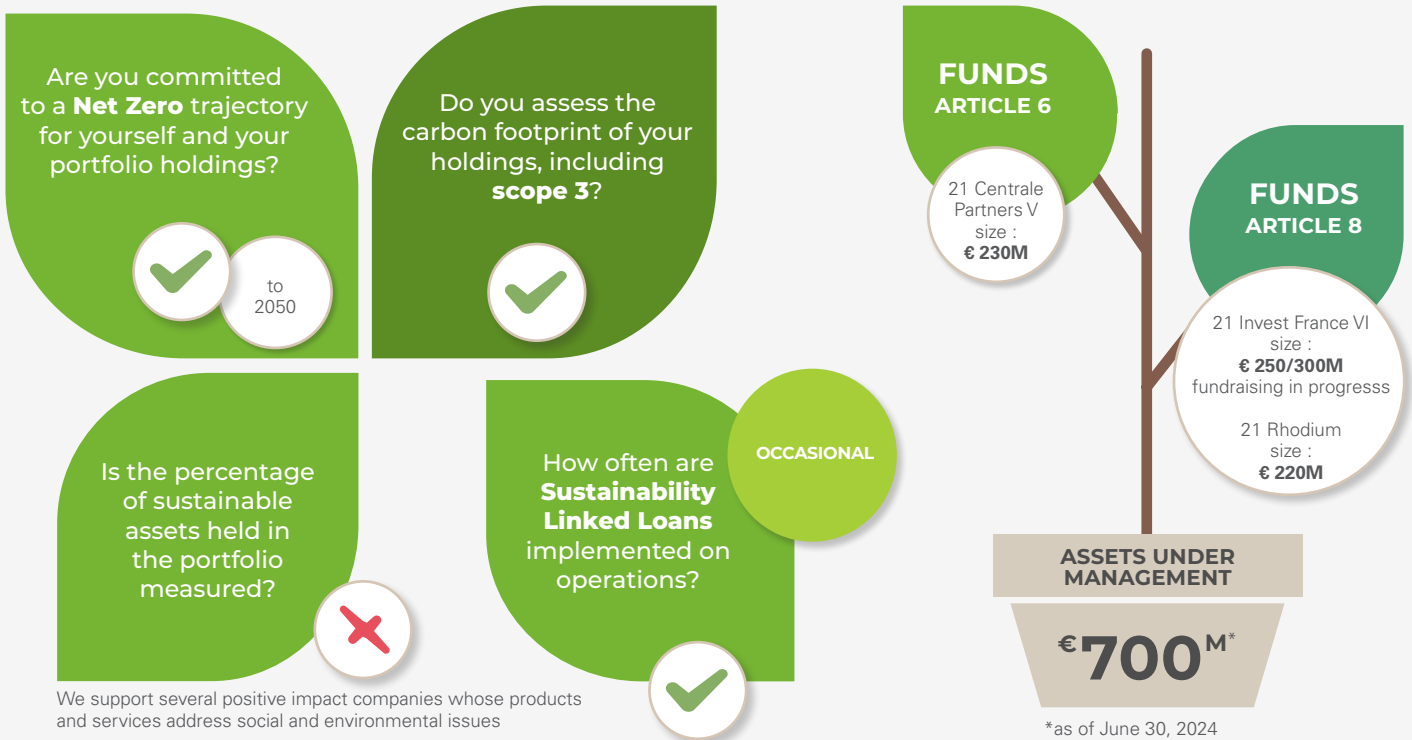 Are you committed
to a Net Zero trajectory
for yourself and your
portfolio holdings?
to
2050
Do you assess the
carbon footprint of your
holdings, including
scope 3?
Is the percentage
of sustainable
assets held in
the portfolio
measured?
We support several positive impact companies whose products
and services address social and environmental issues
How often are
Sustainability
Linked Loans
implemented on
operations?
OCCASIONAL
FUNDS
ARTICLE 6
21 Centrale
Partners V
size :
€ 230M
FUNDS
ARTICLE 8
21 Invest France VI
size :
€ 250/300M
fundraising in progresss
21 Rhodium
size :
€ 220M
ASSETS UNDER
MANAGEMENT
€700M*
*as of June 30, 2024